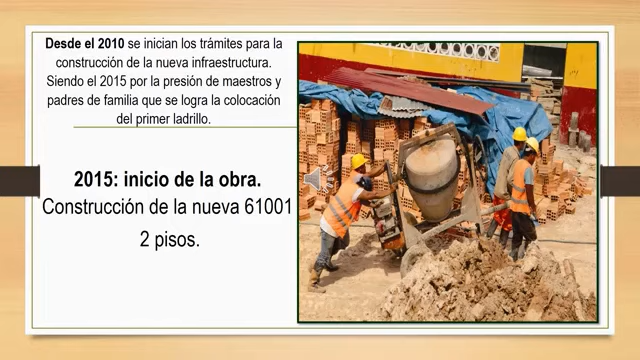 Desde el 2010 se inician los trámites para la
construcción de la nueva infraestructura.
Siendo el 2015 por la presión de maestros y
padres de familia que se logra la colocación
del primer ladrillo.
2015: inicio de la obra.
Construcción de la nueva 61001
2 pisos.